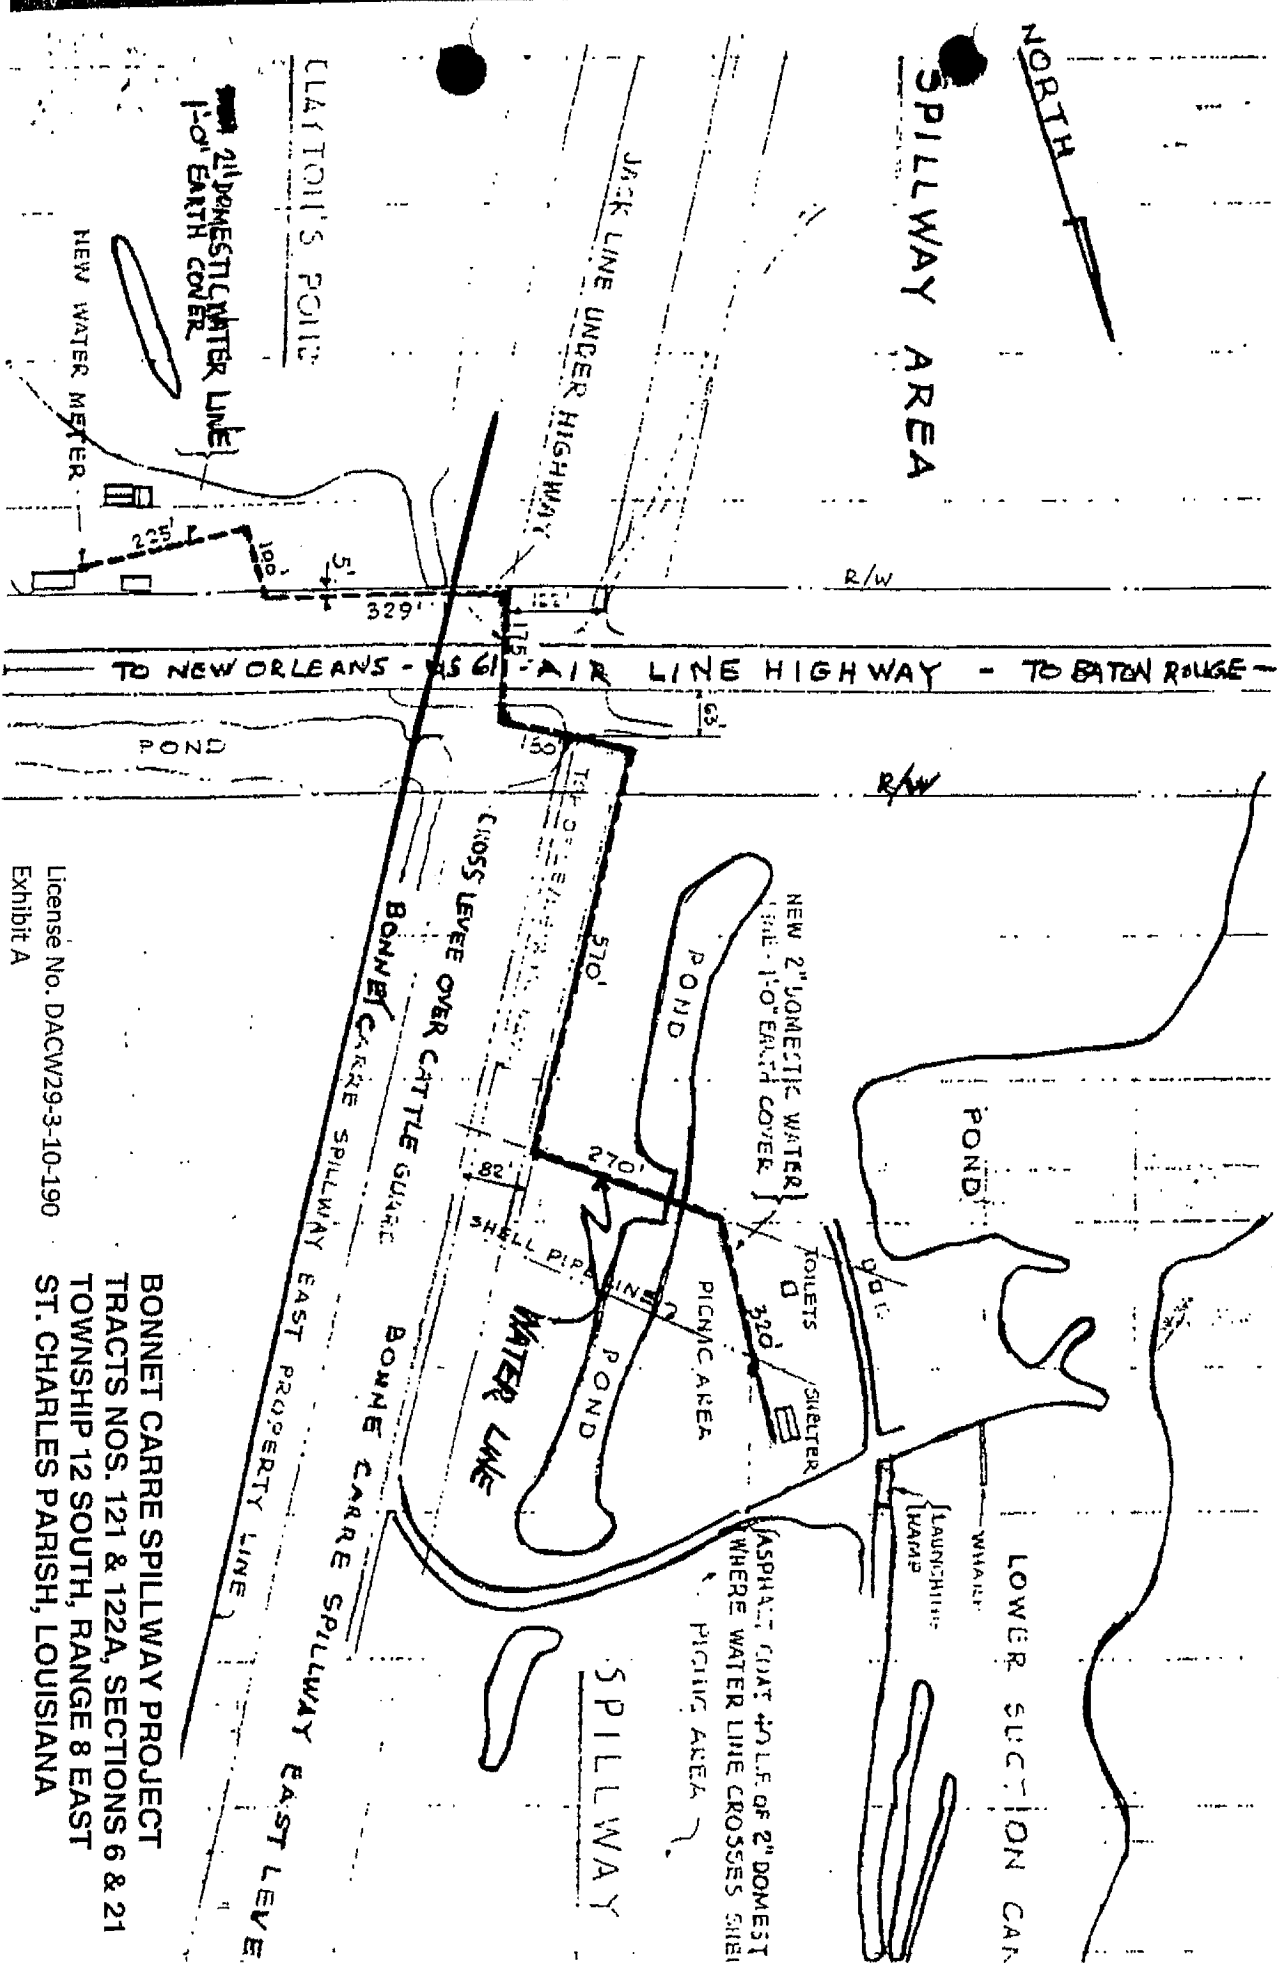 NORTH
SPILLWAY AREA
JACK LINE UNDER HIGHWAY
CLAYTON'S POND
2" DOMESTIC WATER LINE
1'-0" EARTH COVER
NEW WATER METER
225'
100'
5'
329'
122'
175'
R/W
TO NEW ORLEANS - US 61 - AIR LINE HIGHWAY - TO BATON ROUGE -
63'
150'
POND
R/W
570'
CROSS LEVEE OVER CATTLE GUARD
BONNET CARRE SPILLWAY EAST PROPERTY LINE
POND
NEW 2" DOMESTIC WATER
LINE - 1'-0" EARTH COVER
POND
270'
82'
SHELL PIPE LINE
WATER LINE
POND
320'
PICNIC AREA
TOILETS
SHELTER
LAUNCHING
RAMP
WHARF
LOWER SUCTION CAN
ASPHALT COAT 40 L.F. OF 2" DOMEST
WHERE WATER LINE CROSSES SHEL
PICNIC AREA
SPILLWAY
BONNE CARRE SPILLWAY EAST LEVE
License No. DACW29-3-10-190
Exhibit A
BONNET CARRE SPILLWAY PROJECT
TRACTS NOS. 121 & 122A, SECTIONS 6 & 21
TOWNSHIP 12 SOUTH, RANGE 8 EAST
ST. CHARLES PARISH, LOUISIANA